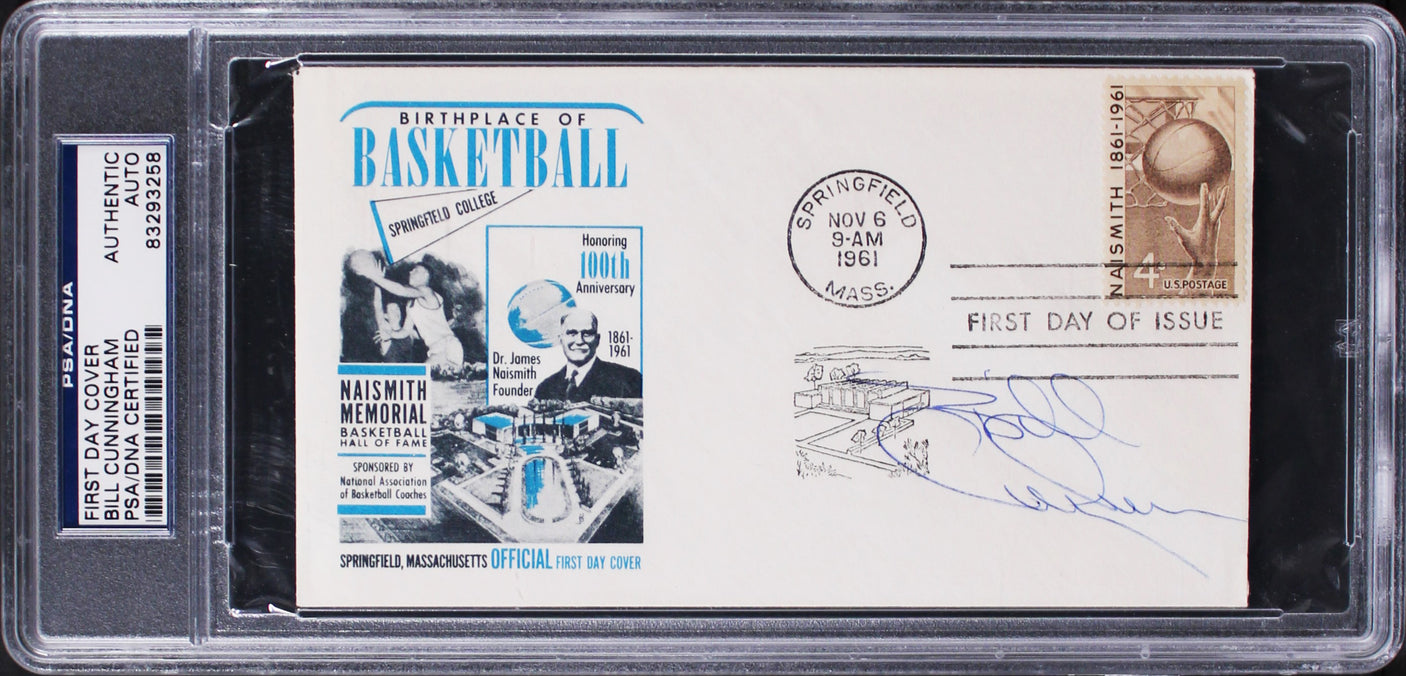 PSA/DNA
FIRST DAY COVER
BILL CUNNINGHAM
PSA/DNA CERTIFIED
AUTHENTIC
AUTO
83293258
BIRTHPLACE OF
BASKETBALL
SPRINGFIELD COLLEGE
Honoring
100th
Anniversary
1861-
1961
Dr. James
Naismith
Founder
NAISMITH
MEMORIAL
BASKETBALL
HALL OF FAME
SPONSORED BY
National Association
of Basketball Coaches
SPRINGFIELD, MASSACHUSETTS OFFICIAL FIRST DAY COVER
SPRINGFIELD
NOV 6
9-AM
1961
MASS.
NAISMITH 1861-1961
4¢
U.S. POSTAGE
FIRST DAY OF ISSUE